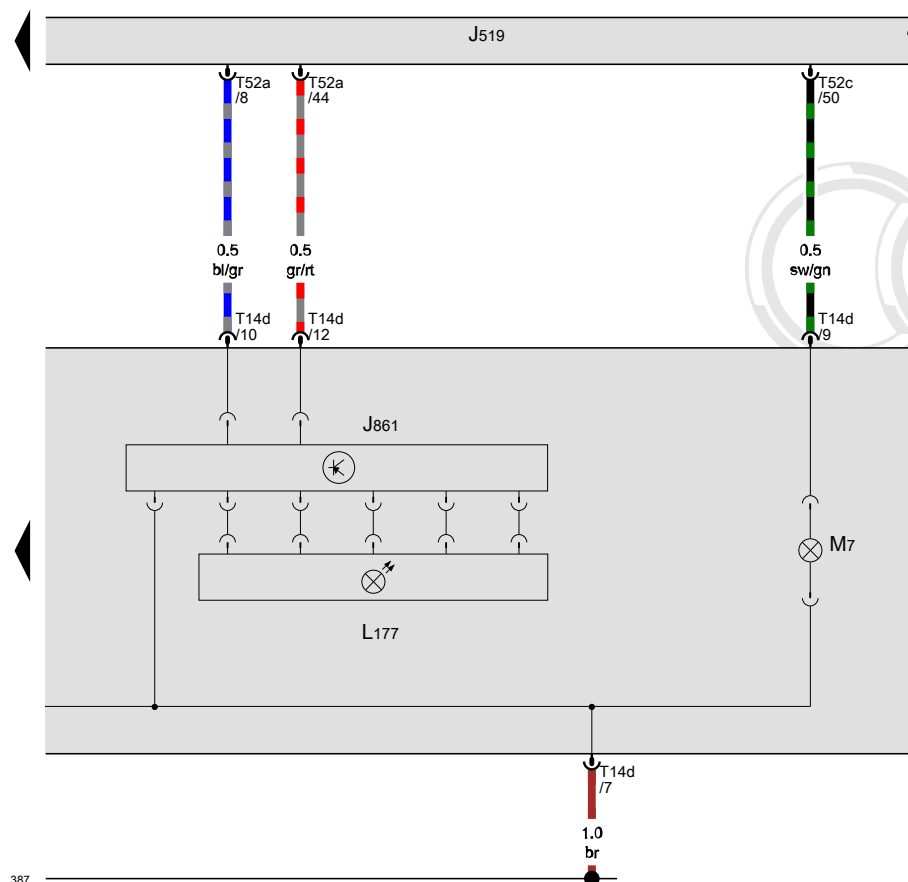 J519
T52a
/8
T52a
/44
T52c
/50
0.5
bl/gr
0.5
gr/rt
0.5
sw/gn
T14d
/10
T14d
/12
T14d
/9
J861
M7
L177
T14d
/7
1.0
br
387